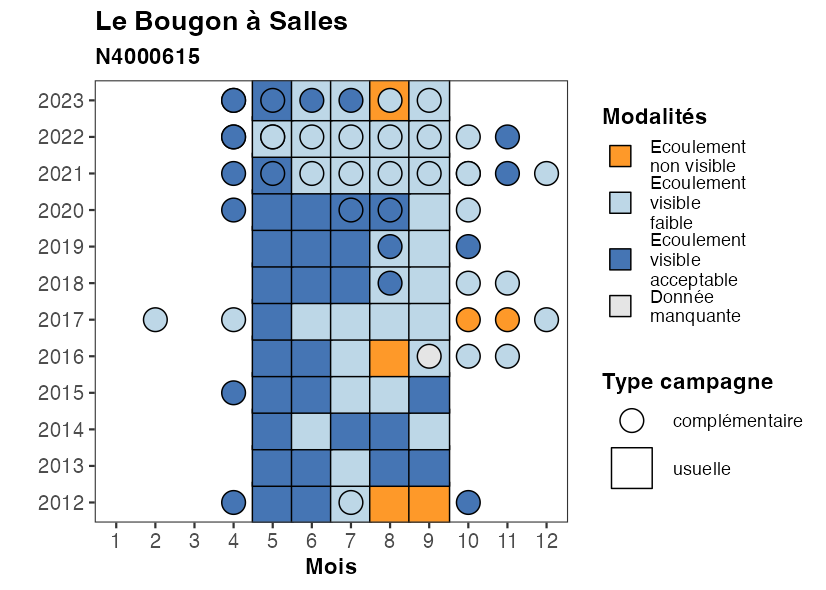 Le Bougon à Salles
N4000615
2023
2022
2021
2020
2019
2018
2017
2016
2015
2014
2013
2012
1 2 3 4 5 6 7 8 9 10 11 12
Mois
Modalités
Ecoulement
non visible
Ecoulement
visible
faible
Ecoulement
visible
acceptable
Donnée
manquante
Type campagne
complémentaire
usuelle